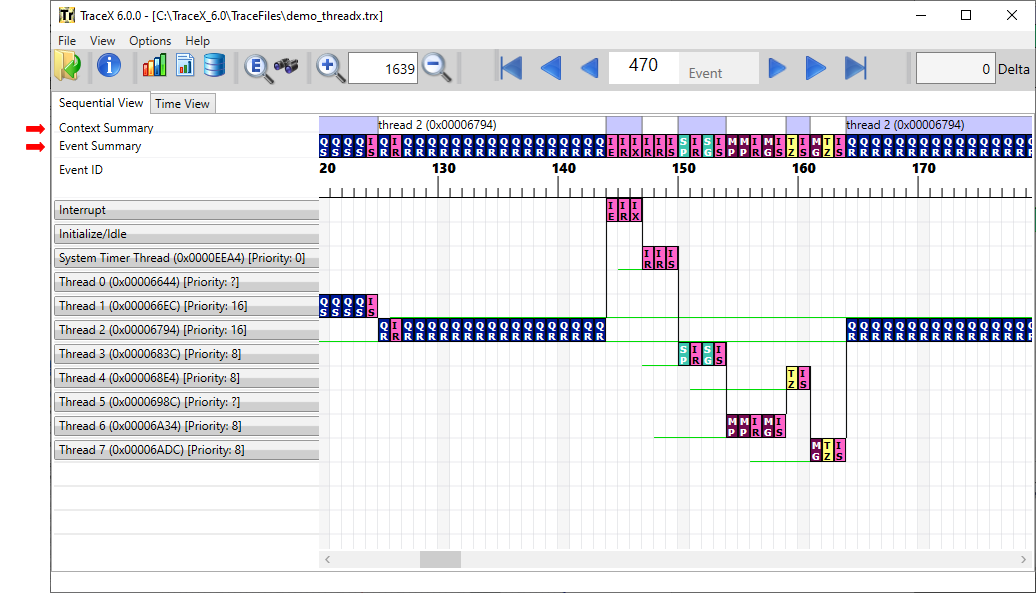 TraceX 6.0.0 - [C:\TraceX_6.0\TraceFiles\demo_threadx.trx]
File View Options Help
1639 470 Event 0 Delta
Sequential View Time View
Context Summary thread 2 (0x00006794) thread 2 (0x00006794)
Q Q Q Q I Q I Q Q Q Q Q Q Q Q Q Q Q Q Q Q Q Q Q I I I I I I S I S I M M I M I T I M T I Q Q Q Q Q Q Q Q Q Q Q Q Q Q Q
Event Summary S S S S S R R R R R R R R R R R R R R R R R R R E R X R R S P R G S P P R G S Z S G Z S R R R R R R R R R R R R R R R
Event ID 20 130 140 150 160 170
Interrupt I I I
E R X
Initialize/Idle
System Timer Thread (0x0000EEA4) [Priority: 0] I I I
R R S
Thread 0 (0x00006644) [Priority: ?]
Thread 1 (0x000066EC) [Priority: 16] Q Q Q Q I
S S S S S
Thread 2 (0x00006794) [Priority: 16] Q I Q Q Q Q Q Q Q Q Q Q Q Q Q Q Q Q Q Q Q Q Q Q Q Q Q Q Q Q Q Q Q Q
R R R R R R R R R R R R R R R R R R R R R R R R R R R R R R R R R R
Thread 3 (0x0000683C) [Priority: 8] S I S I
P R G S
Thread 4 (0x000068E4) [Priority: 8] T I
Z S
Thread 5 (0x0000698C) [Priority: ?]
Thread 6 (0x00006A34) [Priority: 8] M M I M I
P P R G S
Thread 7 (0x00006ADC) [Priority: 8] M T I
G Z S